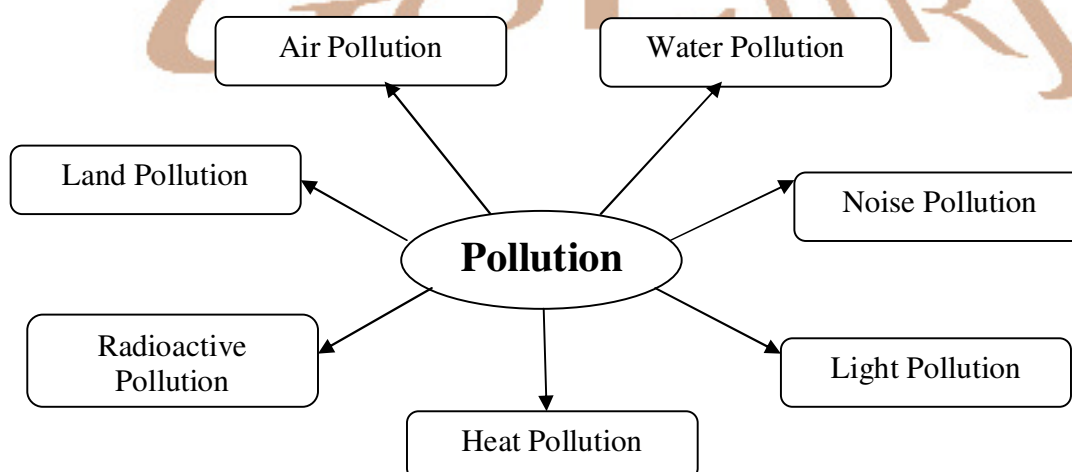 Air Pollution
Water Pollution
Land Pollution
Noise Pollution
Pollution
Radioactive
Pollution
Light Pollution
Heat Pollution